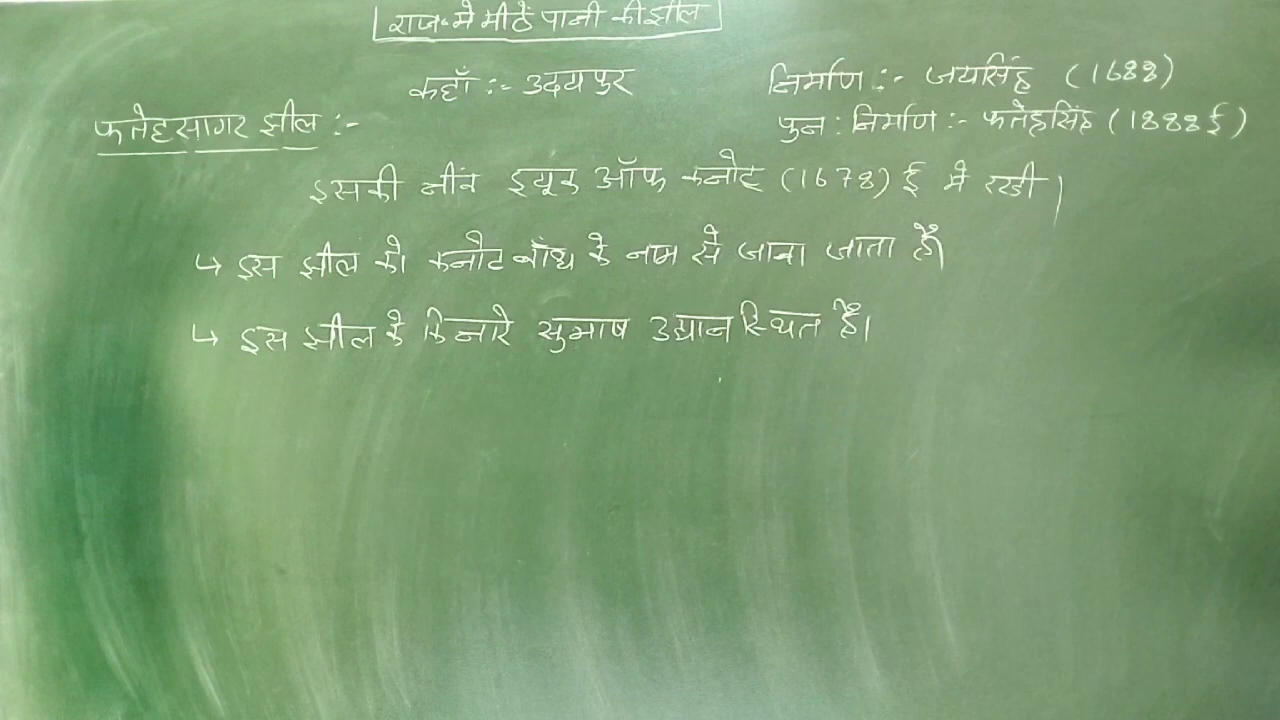 राज॰ मे मीठें पानी की झील
कहाँ :- उदयपुर
निर्माण :- जयसिंह (1688)
फतेहसागर झील :-
पुन: निर्माण :- फतेहसिंह (1888 ई)
इसकी नींव ड्यूक ऑफ कनोट (1678) ई मे रखी।
↳ इस झील को कनोट बाँध के नाम से जाना जाता हैं।
↳ इस झील के किनारे सुभाष उद्यान स्थित हैं।